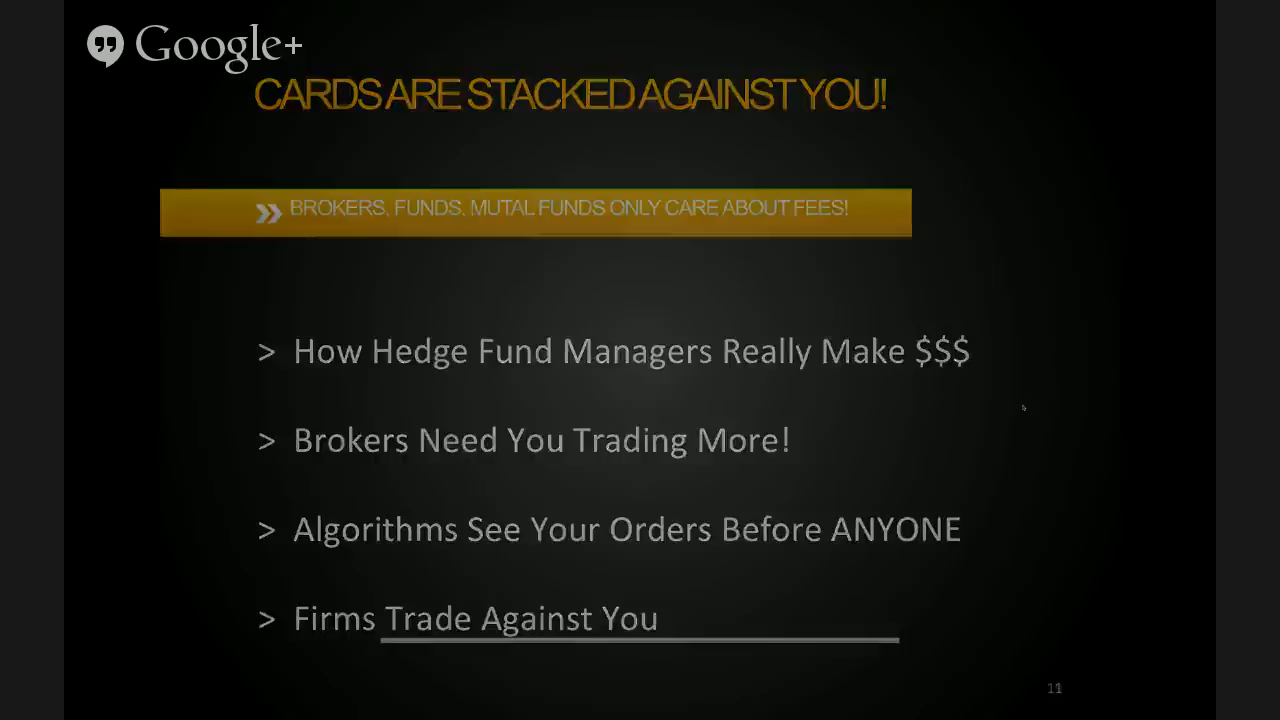 Google+
CARDS ARE STACKED AGAINST YOU!
BROKERS, FUNDS, MUTAL FUNDS ONLY CARE ABOUT FEES!
> How Hedge Fund Managers Really Make $$$
> Brokers Need You Trading More!
> Algorithms See Your Orders Before ANYONE
> Firms Trade Against You
11